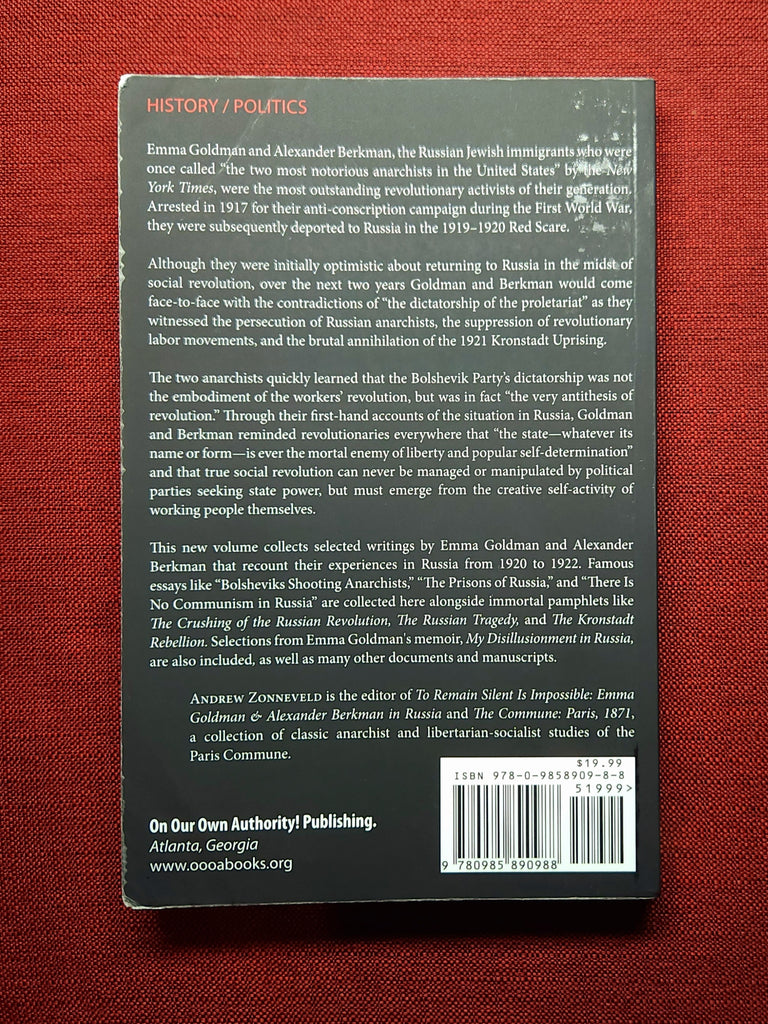 HISTORY / POLITICS
Emma Goldman and Alexander Berkman, the Russian Jewish immigrants who were
once called “the two most notorious anarchists in the United States” by the New
York Times, were the most outstanding revolutionary activists of their generation.
Arrested in 1917 for their anti-conscription campaign during the First World War,
they were subsequently deported to Russia in the 1919–1920 Red Scare.
Although they were initially optimistic about returning to Russia in the midst of
social revolution, over the next two years Goldman and Berkman would come
face-to-face with the contradictions of “the dictatorship of the proletariat” as they
witnessed the persecution of Russian anarchists, the suppression of revolutionary
labor movements, and the brutal annihilation of the 1921 Kronstadt Uprising.
The two anarchists quickly learned that the Bolshevik Party’s dictatorship was not
the embodiment of the workers’ revolution, but was in fact “the very antithesis of
revolution.” Through their first-hand accounts of the situation in Russia, Goldman
and Berkman reminded revolutionaries everywhere that “the state—whatever its
name or form—is ever the mortal enemy of liberty and popular self-determination”
and that true social revolution can never be managed or manipulated by political
parties seeking state power, but must emerge from the creative self-activity of
working people themselves.
This new volume collects selected writings by Emma Goldman and Alexander
Berkman that recount their experiences in Russia from 1920 to 1922. Famous
essays like “Bolsheviks Shooting Anarchists,” “The Prisons of Russia,” and “There Is
No Communism in Russia” are collected here alongside immortal pamphlets like
The Crushing of the Russian Revolution, The Russian Tragedy, and The Kronstadt
Rebellion. Selections from Emma Goldman's memoir, My Disillusionment in Russia,
are also included, as well as many other documents and manuscripts.
ANDREW ZONNEVELD is the editor of To Remain Silent Is Impossible: Emma
Goldman & Alexander Berkman in Russia and The Commune: Paris, 1871,
a collection of classic anarchist and libertarian-socialist studies of the
Paris Commune.
$19.99
ISBN 978-0-9858909-8-8
51999>
9 780985 890988
On Our Own Authority! Publishing.
Atlanta, Georgia
www.oooabooks.org